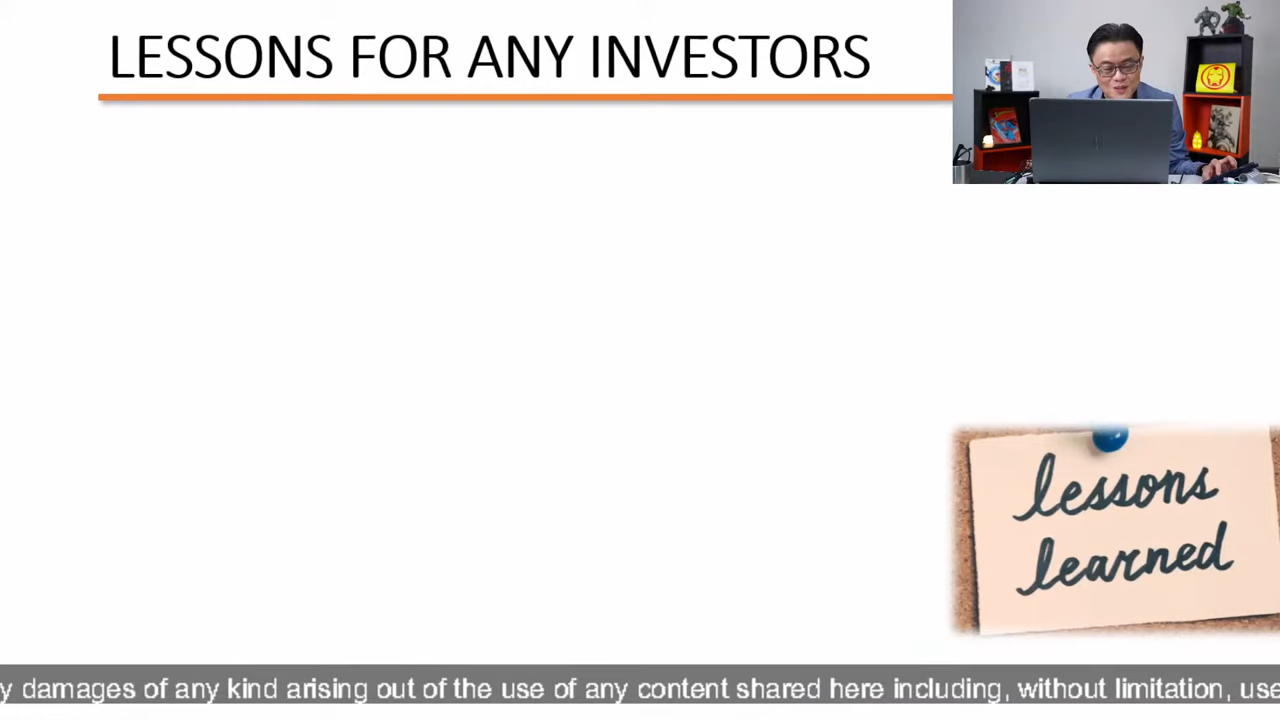 LESSONS FOR ANY INVESTORS
lessons
learned
y damages of any kind arising out of the use of any content shared here including, without limitation, use